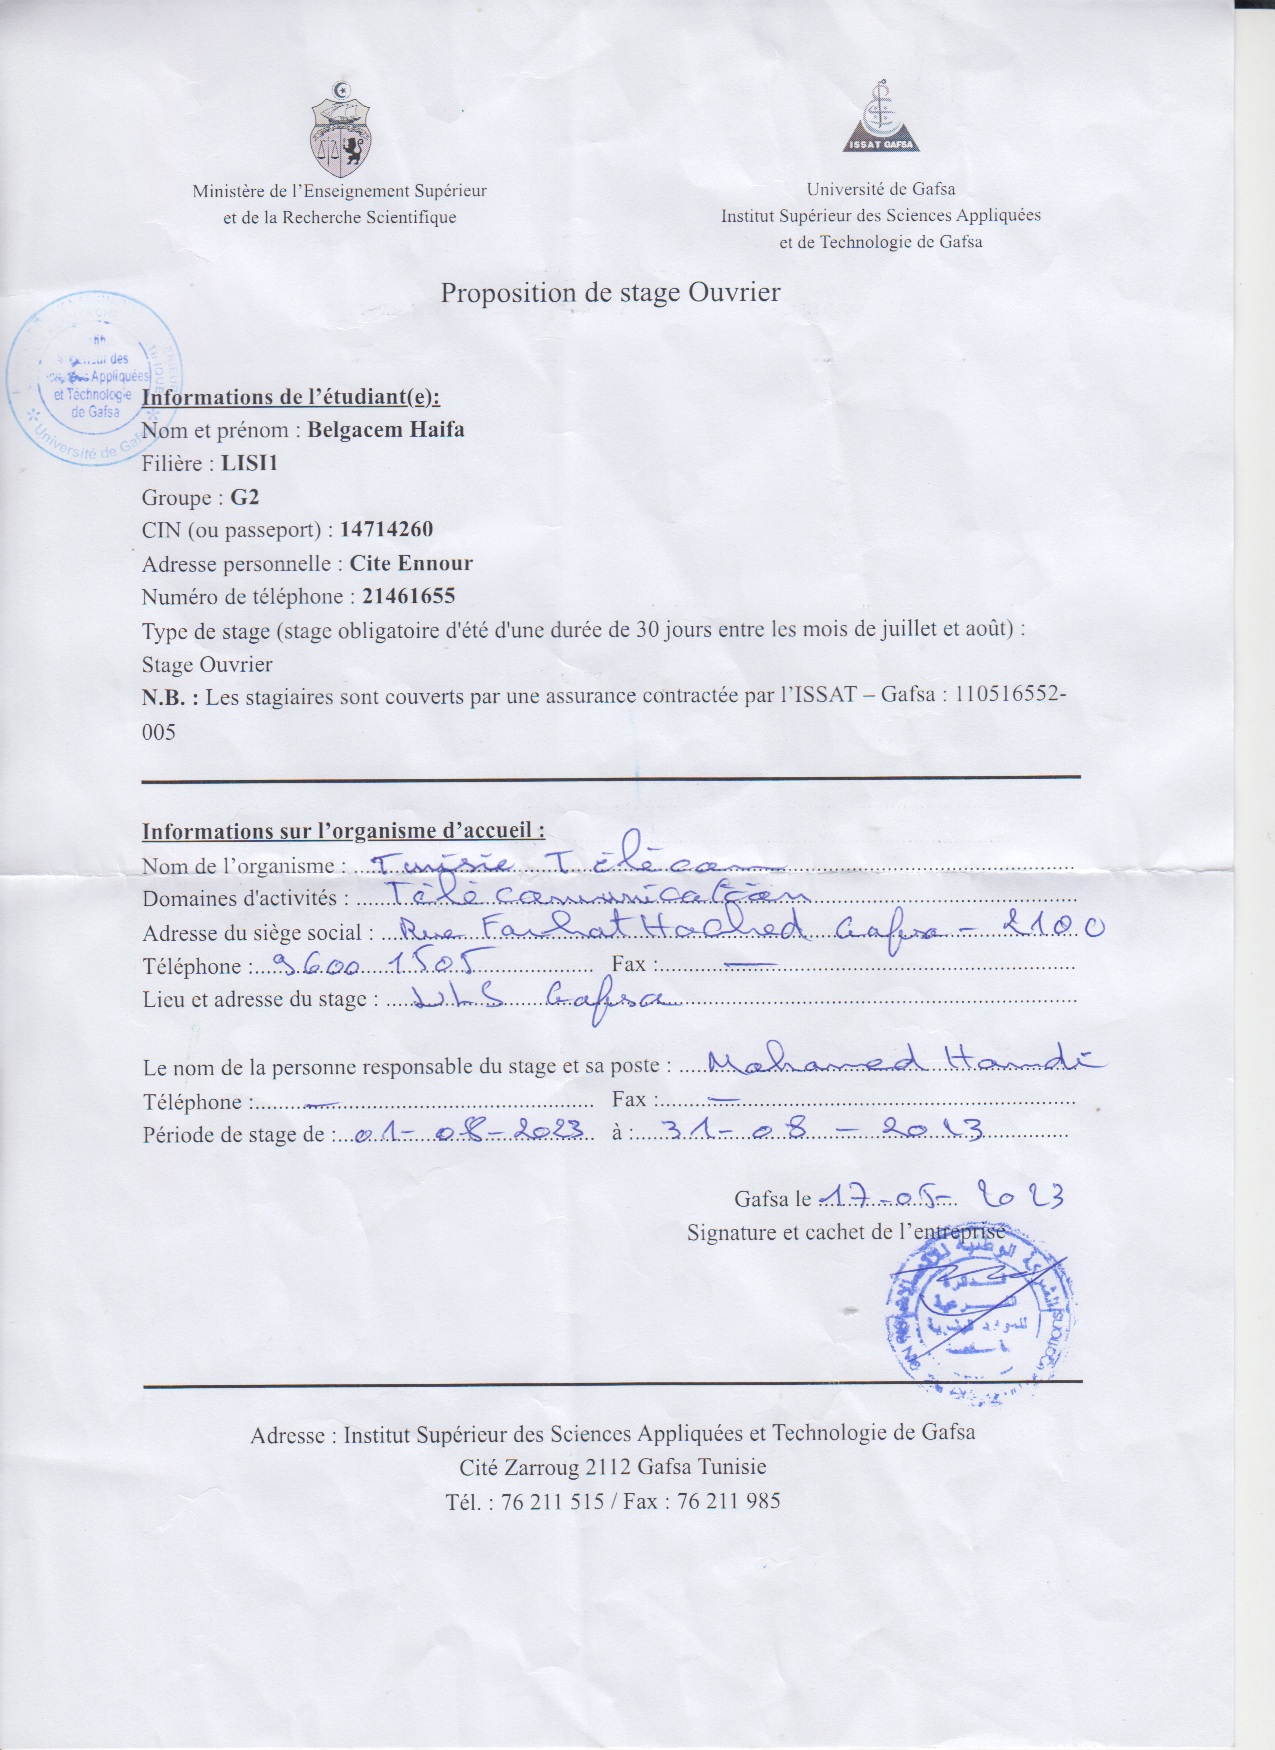 ISSAT GAFSA
Ministère de l'Enseignement Supérieur
et de la Recherche Scientifique
Université de Gafsa
Institut Supérieur des Sciences Appliquées
et de Technologie de Gafsa
Proposition de stage Ouvrier
des
Appliquées
et Technologie
de Gafsa
Université de Gafsa
Informations de l'étudiant(e):
Nom et prénom : Belgacem Haifa
Filière : LISI1
Groupe : G2
CIN (ou passeport) : 14714260
Adresse personnelle : Cite Ennour
Numéro de téléphone : 21461655
Type de stage (stage obligatoire d'été d'une durée de 30 jours entre les mois de juillet et août) :
Stage Ouvrier
N.B. : Les stagiaires sont couverts par une assurance contractée par l'ISSAT – Gafsa : 110516552-
005
Informations sur l'organisme d'accueil :
Nom de l'organisme : Tunisie Télécom
Domaines d'activités : Télécommunication
Adresse du siège social : Rue Farhat Hached Gafsa - 2100
Téléphone : 9600 1505 Fax : —
Lieu et adresse du stage : Gafsa
Le nom de la personne responsable du stage et sa poste : Mohamed Hamdi
Téléphone : — Fax : —
Période de stage de : 01-08-2023 à : 31-08-2023
Gafsa le 17-05-2023
Signature et cachet de l'entreprise
Adresse : Institut Supérieur des Sciences Appliquées et Technologie de Gafsa
Cité Zarroug 2112 Gafsa Tunisie
Tél. : 76 211 515 / Fax : 76 211 985